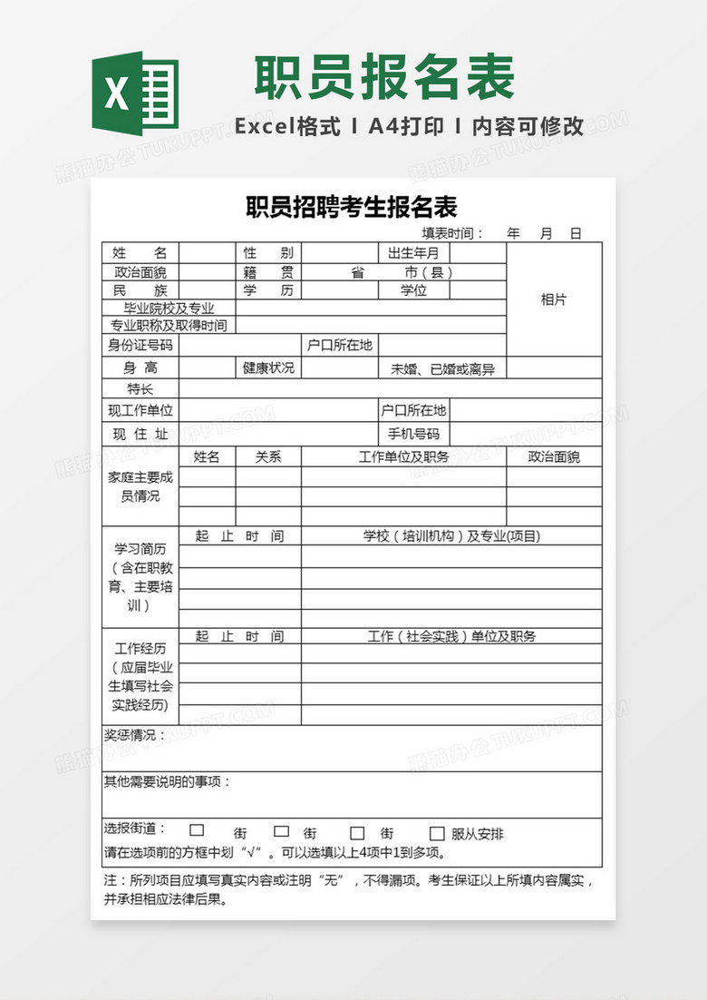 X
职员报名表
Excel格式 I A4打印 I 内容可修改
职员招聘考生报名表
填表时间： 年 月 日
姓 名 性 别 出生年月
政治面貌 籍 贯 省 市（县）
民 族 学 历 学位
相片
毕业院校及专业
专业职称及取得时间
身份证号码 户口所在地
身 高 健康状况 未婚、已婚或离异
特长
现工作单位 户口所在地
现 住 址 手机号码
家庭主要成
员情况
姓名 关系 工作单位及职务 政治面貌
学习简历
（含在职教
育、主要培
训）
起 止 时 间 学校（培训机构）及专业(项目)
工作经历
（应届毕业
生填写社会
实践经历)
起 止 时 间 工作（社会实践）单位及职务
奖惩情况：
其他需要说明的事项：
选报街道： □ 街 □ 街 □ 街 □ 服从安排
请在选项前的方框中划“√”。可以选填以上4项中1到多项。
注：所列项目应填写真实内容或注明“无”，不得漏项。考生保证以上所填内容属实，
并承担相应法律后果。
熊猫办公 TUKUPPT.COM